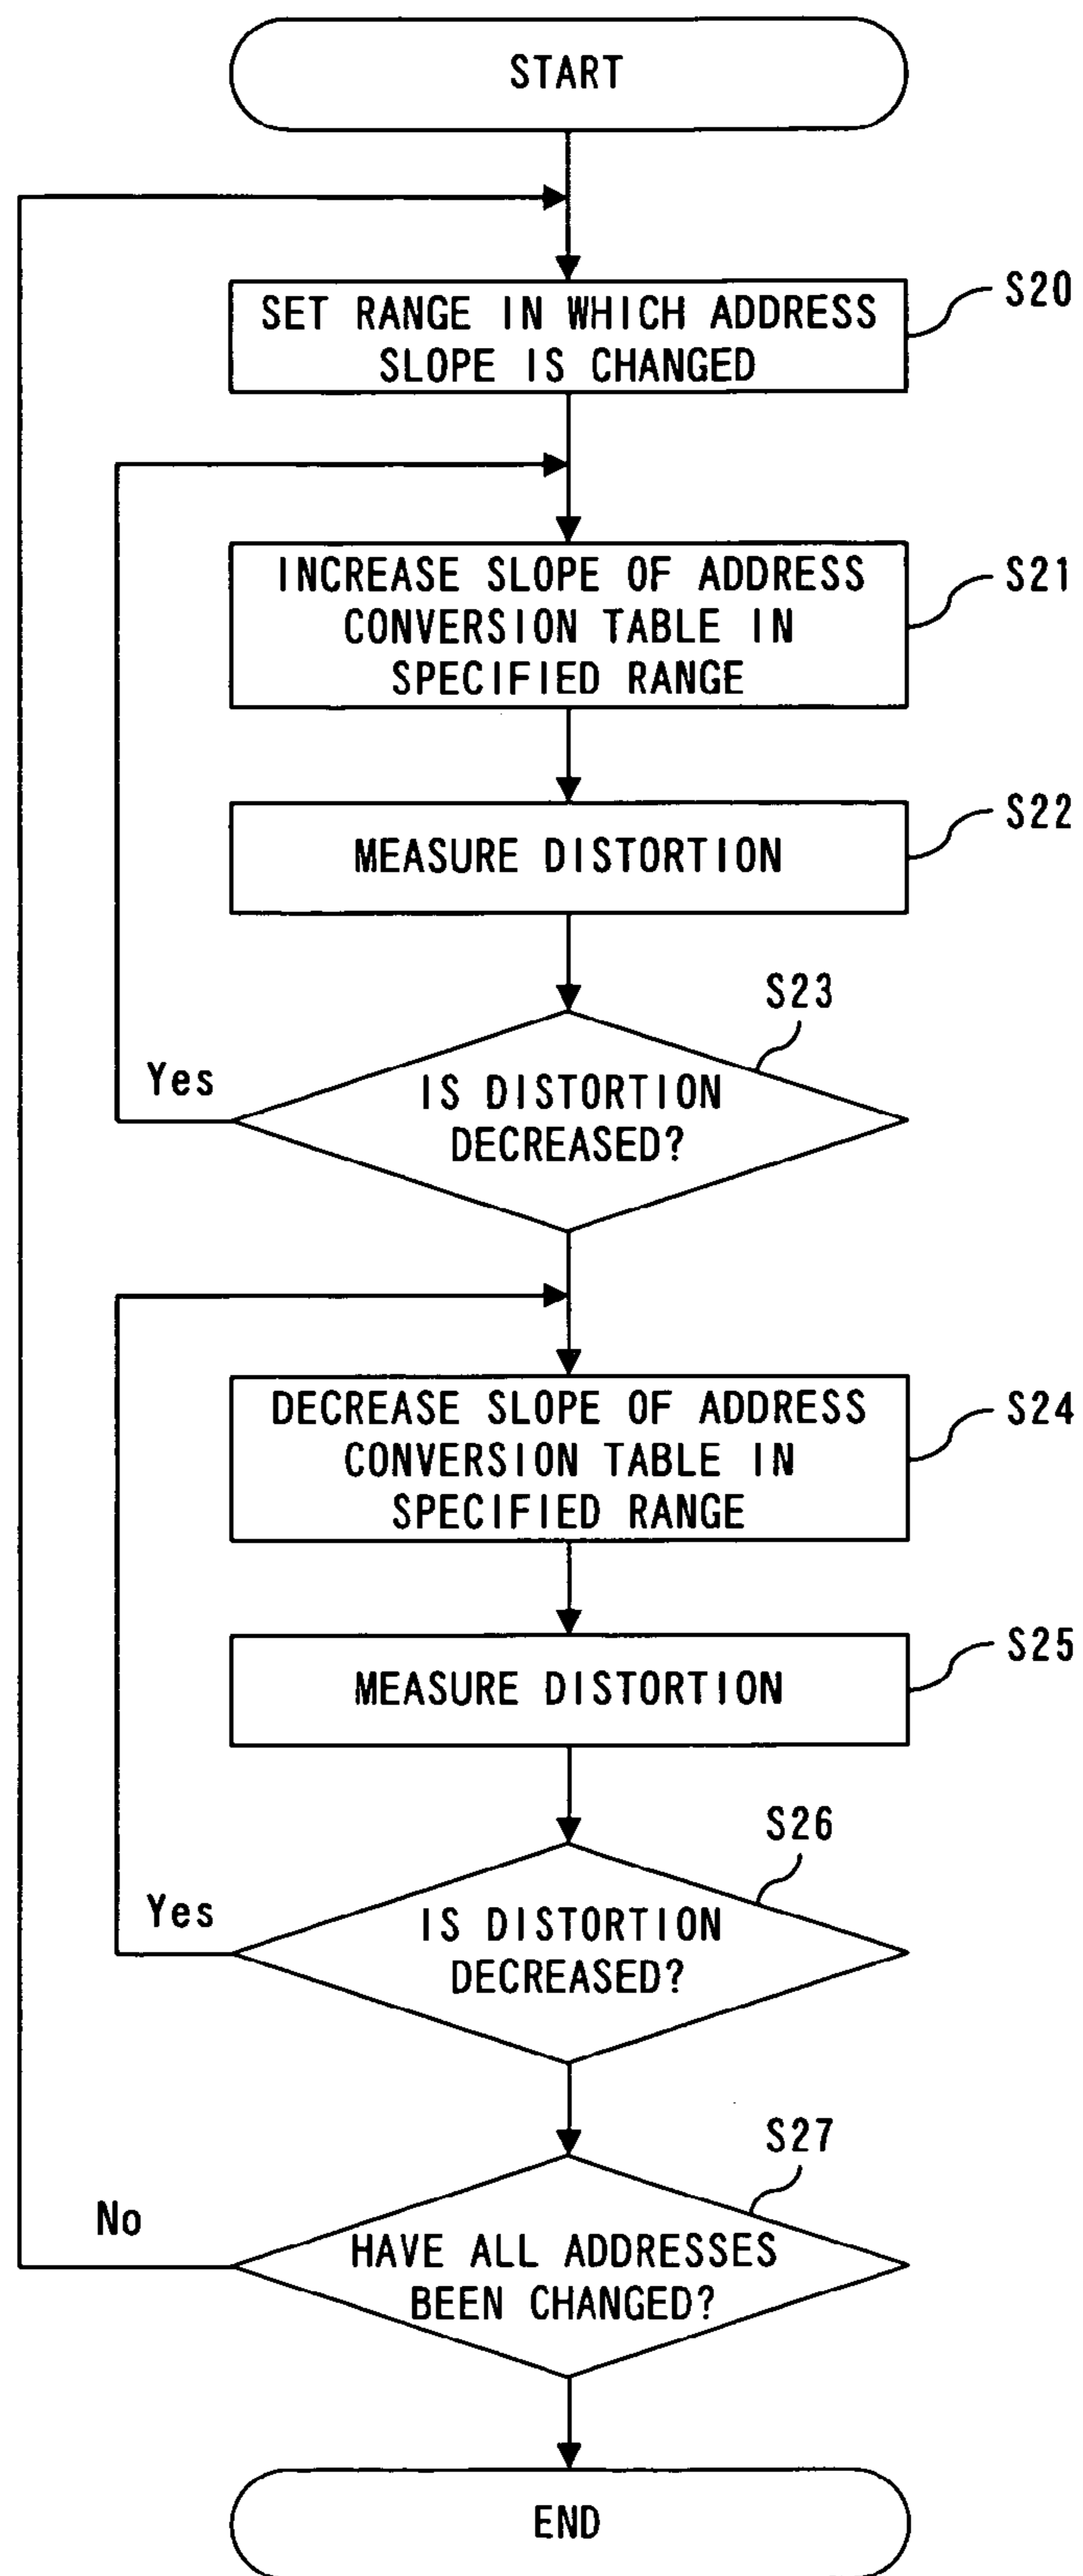 START
SET RANGE IN WHICH ADDRESS
SLOPE IS CHANGED
S20
INCREASE SLOPE OF ADDRESS
CONVERSION TABLE IN
SPECIFIED RANGE
S21
MEASURE DISTORTION
S22
S23
Yes
IS DISTORTION
DECREASED?
DECREASE SLOPE OF ADDRESS
CONVERSION TABLE IN
SPECIFIED RANGE
S24
MEASURE DISTORTION
S25
S26
Yes
IS DISTORTION
DECREASED?
S27
No
HAVE ALL ADDRESSES
BEEN CHANGED?
END